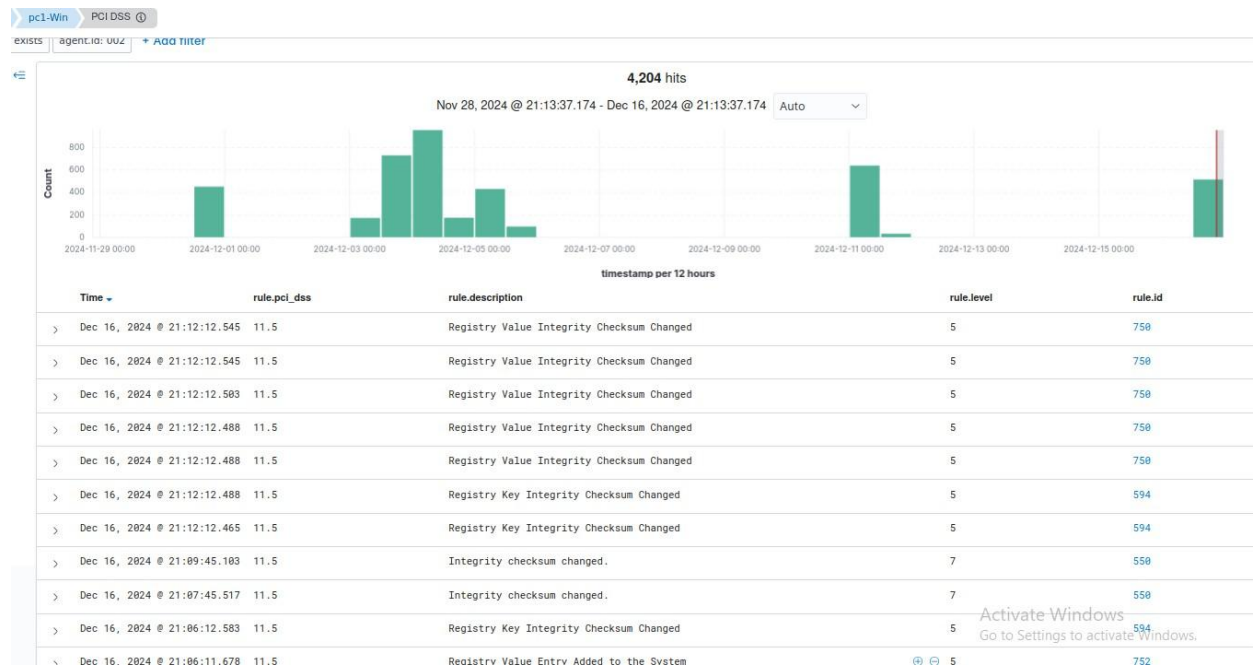 pc1-Win PCI DSS
exists agent.id: 002 + Add filter
4,204 hits
Nov 28, 2024 @ 21:13:37.174 - Dec 16, 2024 @ 21:13:37.174 Auto
800
600
400
200
0
Count
2024-11-29 00:00 2024-12-01 00:00 2024-12-03 00:00 2024-12-05 00:00 2024-12-07 00:00 2024-12-09 00:00 2024-12-11 00:00 2024-12-13 00:00 2024-12-15 00:00
timestamp per 12 hours
Time rule.pci_dss rule.description rule.level rule.id
Dec 16, 2024 @ 21:12:12.545 11.5 Registry Value Integrity Checksum Changed 5 750
Dec 16, 2024 @ 21:12:12.545 11.5 Registry Value Integrity Checksum Changed 5 750
Dec 16, 2024 @ 21:12:12.503 11.5 Registry Value Integrity Checksum Changed 5 750
Dec 16, 2024 @ 21:12:12.488 11.5 Registry Value Integrity Checksum Changed 5 750
Dec 16, 2024 @ 21:12:12.488 11.5 Registry Value Integrity Checksum Changed 5 750
Dec 16, 2024 @ 21:12:12.488 11.5 Registry Key Integrity Checksum Changed 5 594
Dec 16, 2024 @ 21:12:12.465 11.5 Registry Key Integrity Checksum Changed 5 594
Dec 16, 2024 @ 21:09:45.103 11.5 Integrity checksum changed. 7 550
Dec 16, 2024 @ 21:07:45.517 11.5 Integrity checksum changed. 7 550
Dec 16, 2024 @ 21:06:12.583 11.5 Registry Key Integrity Checksum Changed 5 594
Dec 16, 2024 @ 21:06:11.678 11.5 Registry Value Entry Added to the System 5 752
Activate Windows
Go to Settings to activate Windows.